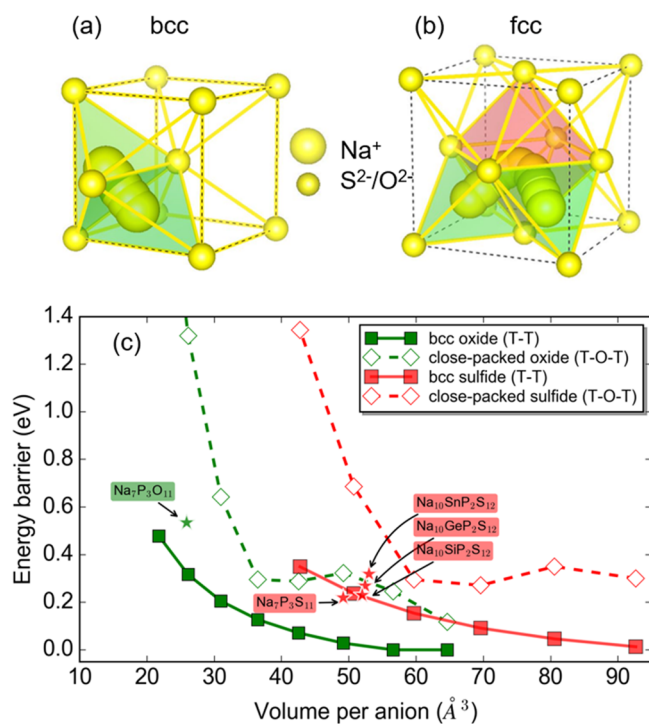 (a) bcc
(b) fcc
Na⁺
S²⁻/O²⁻
(c)
bcc oxide (T-T)
close-packed oxide (T-O-T)
bcc sulfide (T-T)
close-packed sulfide (T-O-T)
Na₇P₃O₁₁
Na₁₀SnP₂S₁₂
Na₁₀GeP₂S₁₂
Na₁₀SiP₂S₁₂
Na₇P₃S₁₁
Energy barrier (eV)
1.4
1.2
1.0
0.8
0.6
0.4
0.2
0.0
10 20 30 40 50 60 70 80 90
Volume per anion (Å³)